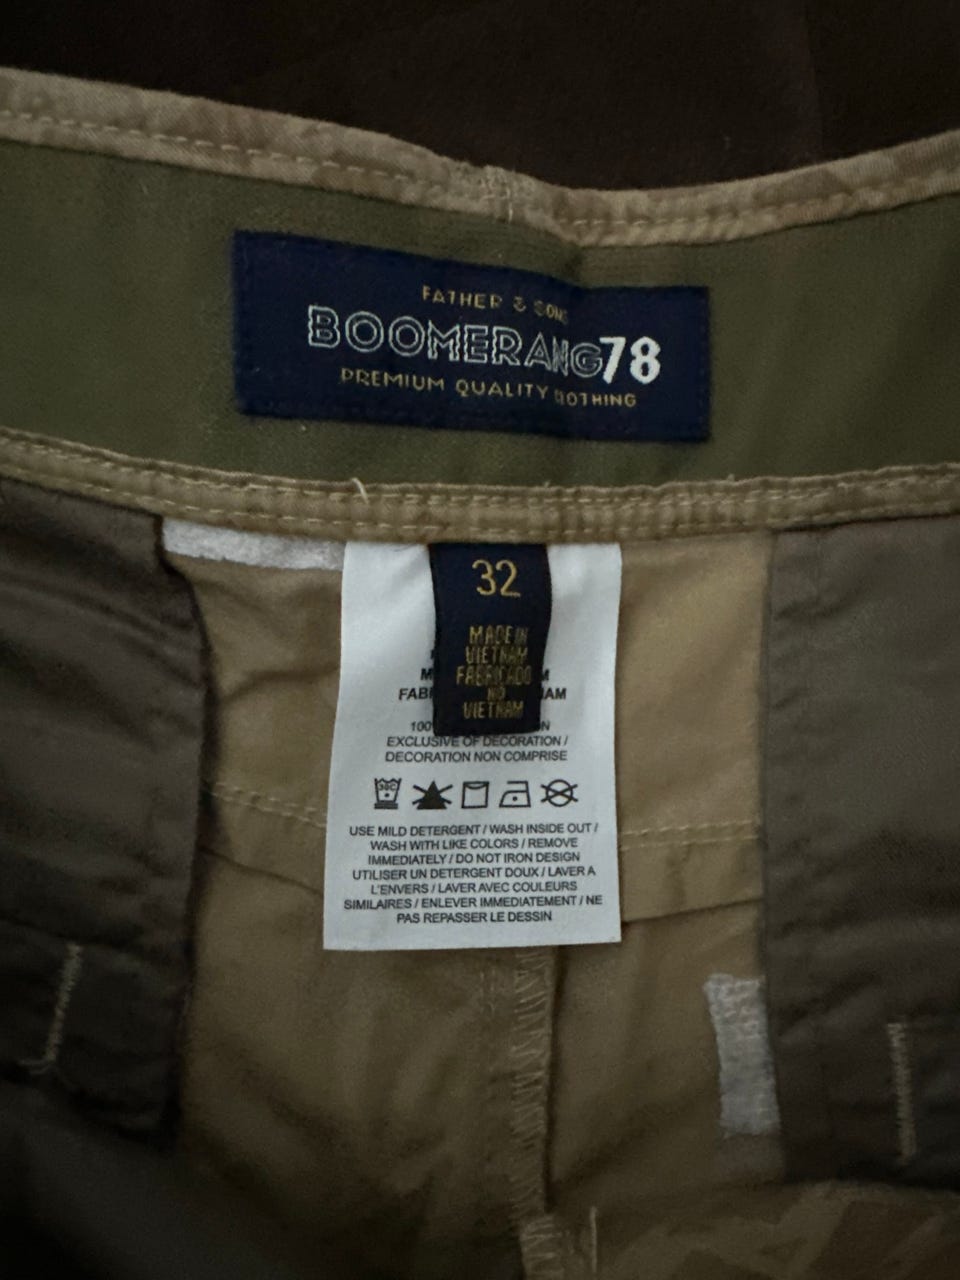 FATHER & SONS
BOOMERANG78
PREMIUM QUALITY CLOTHING
32
MADE IN
VIETNAM
FABRICADO
NO
VIETNAM
100
EXCLUSIVE OF DECORATION /
DECORATION NON COMPRISE
30C
USE MILD DETERGENT / WASH INSIDE OUT /
WASH WITH LIKE COLORS / REMOVE
IMMEDIATELY / DO NOT IRON DESIGN
UTILISER UN DETERGENT DOUX / LAVER A
L'ENVERS / LAVER AVEC COULEURS
SIMILAIRES / ENLEVER IMMEDIATEMENT / NE
PAS REPASSER LE DESSIN